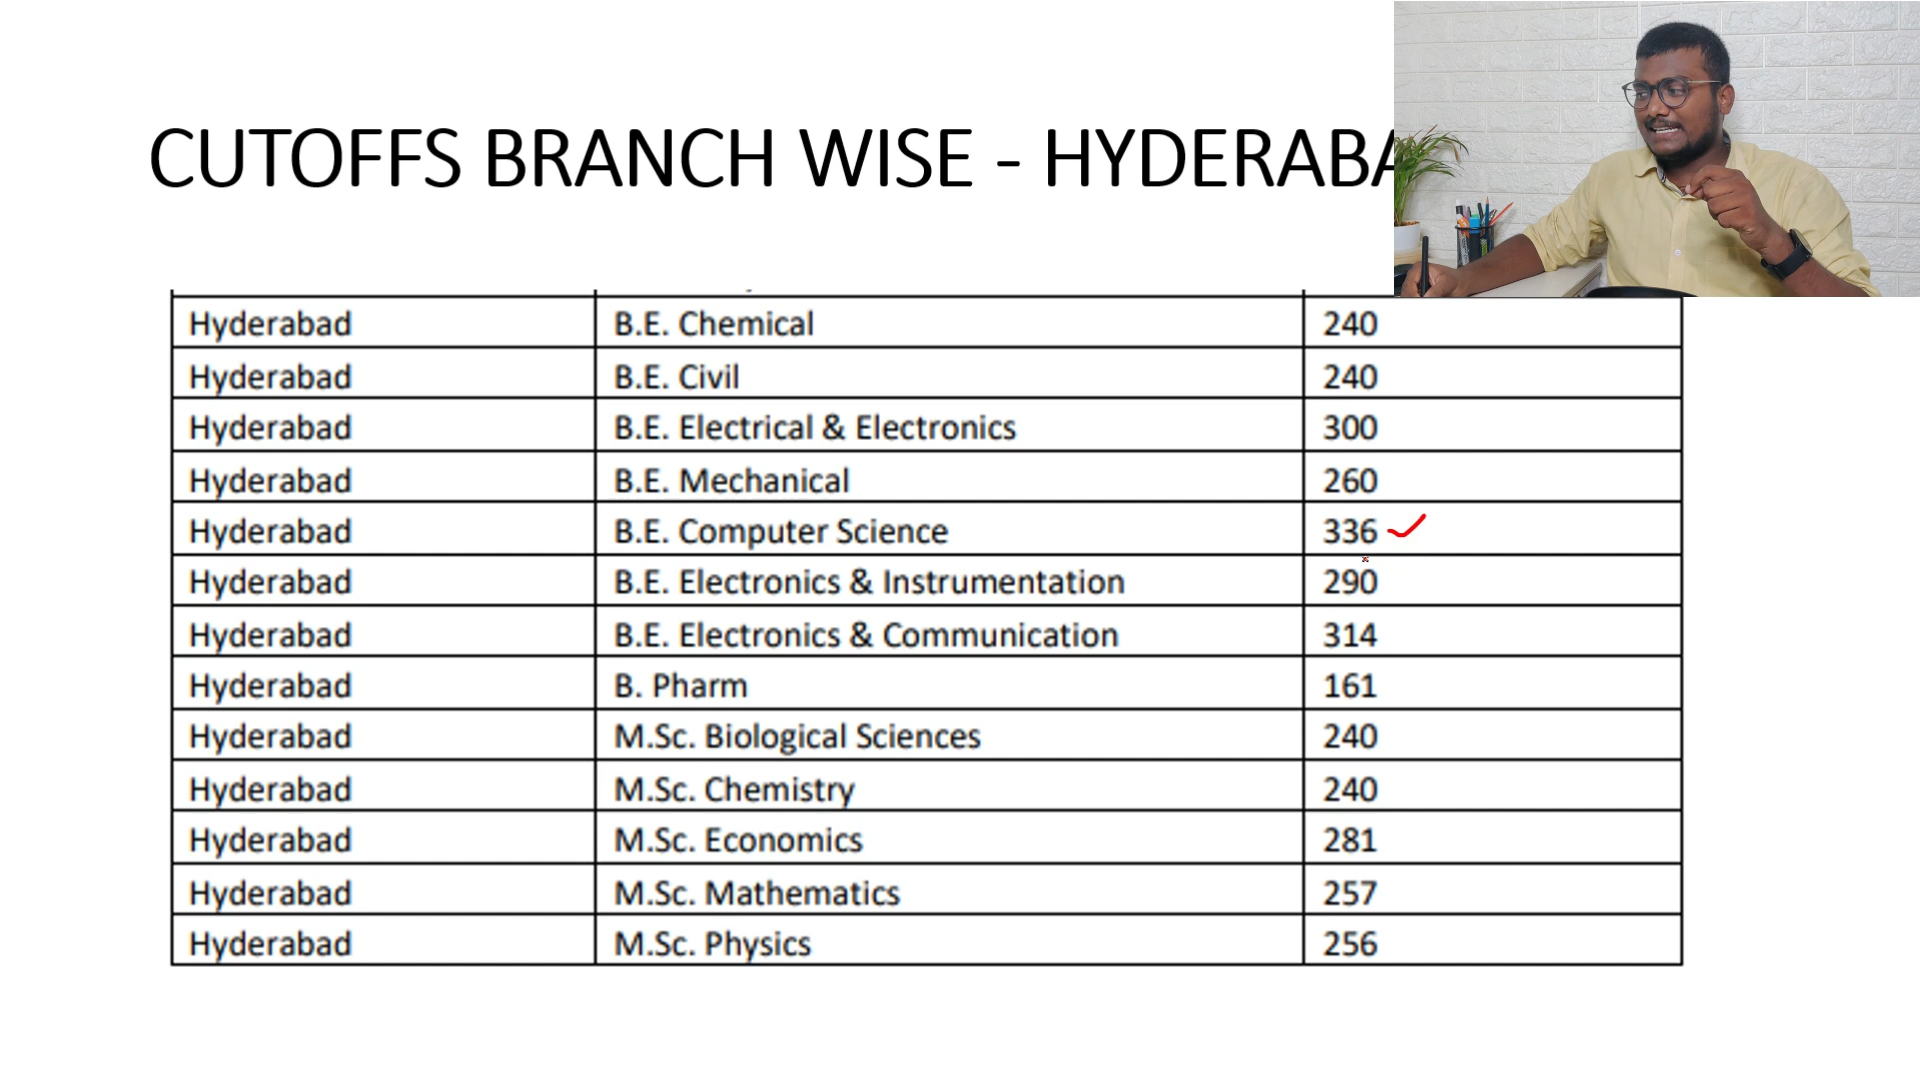 CUTOFFS BRANCH WISE - HYDERABA
Hyderabad B.E. Chemical 240
Hyderabad B.E. Civil 240
Hyderabad B.E. Electrical & Electronics 300
Hyderabad B.E. Mechanical 260
Hyderabad B.E. Computer Science 336
Hyderabad B.E. Electronics & Instrumentation 290
Hyderabad B.E. Electronics & Communication 314
Hyderabad B. Pharm 161
Hyderabad M.Sc. Biological Sciences 240
Hyderabad M.Sc. Chemistry 240
Hyderabad M.Sc. Economics 281
Hyderabad M.Sc. Mathematics 257
Hyderabad M.Sc. Physics 256